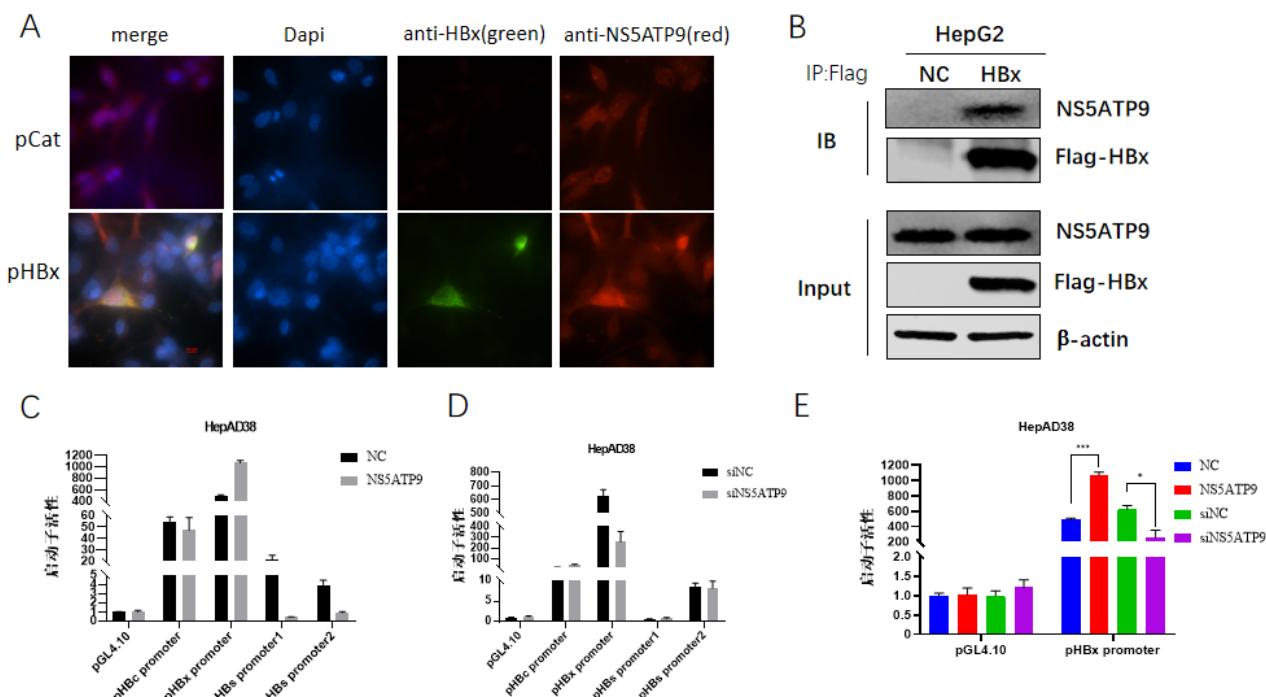 A
merge
Dapi
anti-HBx(green)
anti-NS5ATP9(red)
pCat
pHBx
B
HepG2
IP:Flag
NC
HBx
IB
NS5ATP9
Flag-HBx
Input
NS5ATP9
Flag-HBx
β-actin
C
HepAD38
NC
NS5ATP9
启动子活性
1200
1000
800
600
400
60
50
40
30
20
5
4
3
2
1
0
pGL4.10
pHBc promoter
pHBx promoter
HBs promoter1
HBs promoter2
D
HepAD38
siNC
siNS5ATP9
启动子活性
800
700
600
500
400
300
200
100
10
5
0
pGL4.10
pHBc promoter
pHBx promoter
pHBs promoter1
pHBs promoter2
E
HepAD38
NC
NS5ATP9
siNC
siNS5ATP9
启动子活性
1200
1000
800
600
400
200
2.0
1.5
1.0
0.5
0
***
*
pGL4.10
pHBx promoter